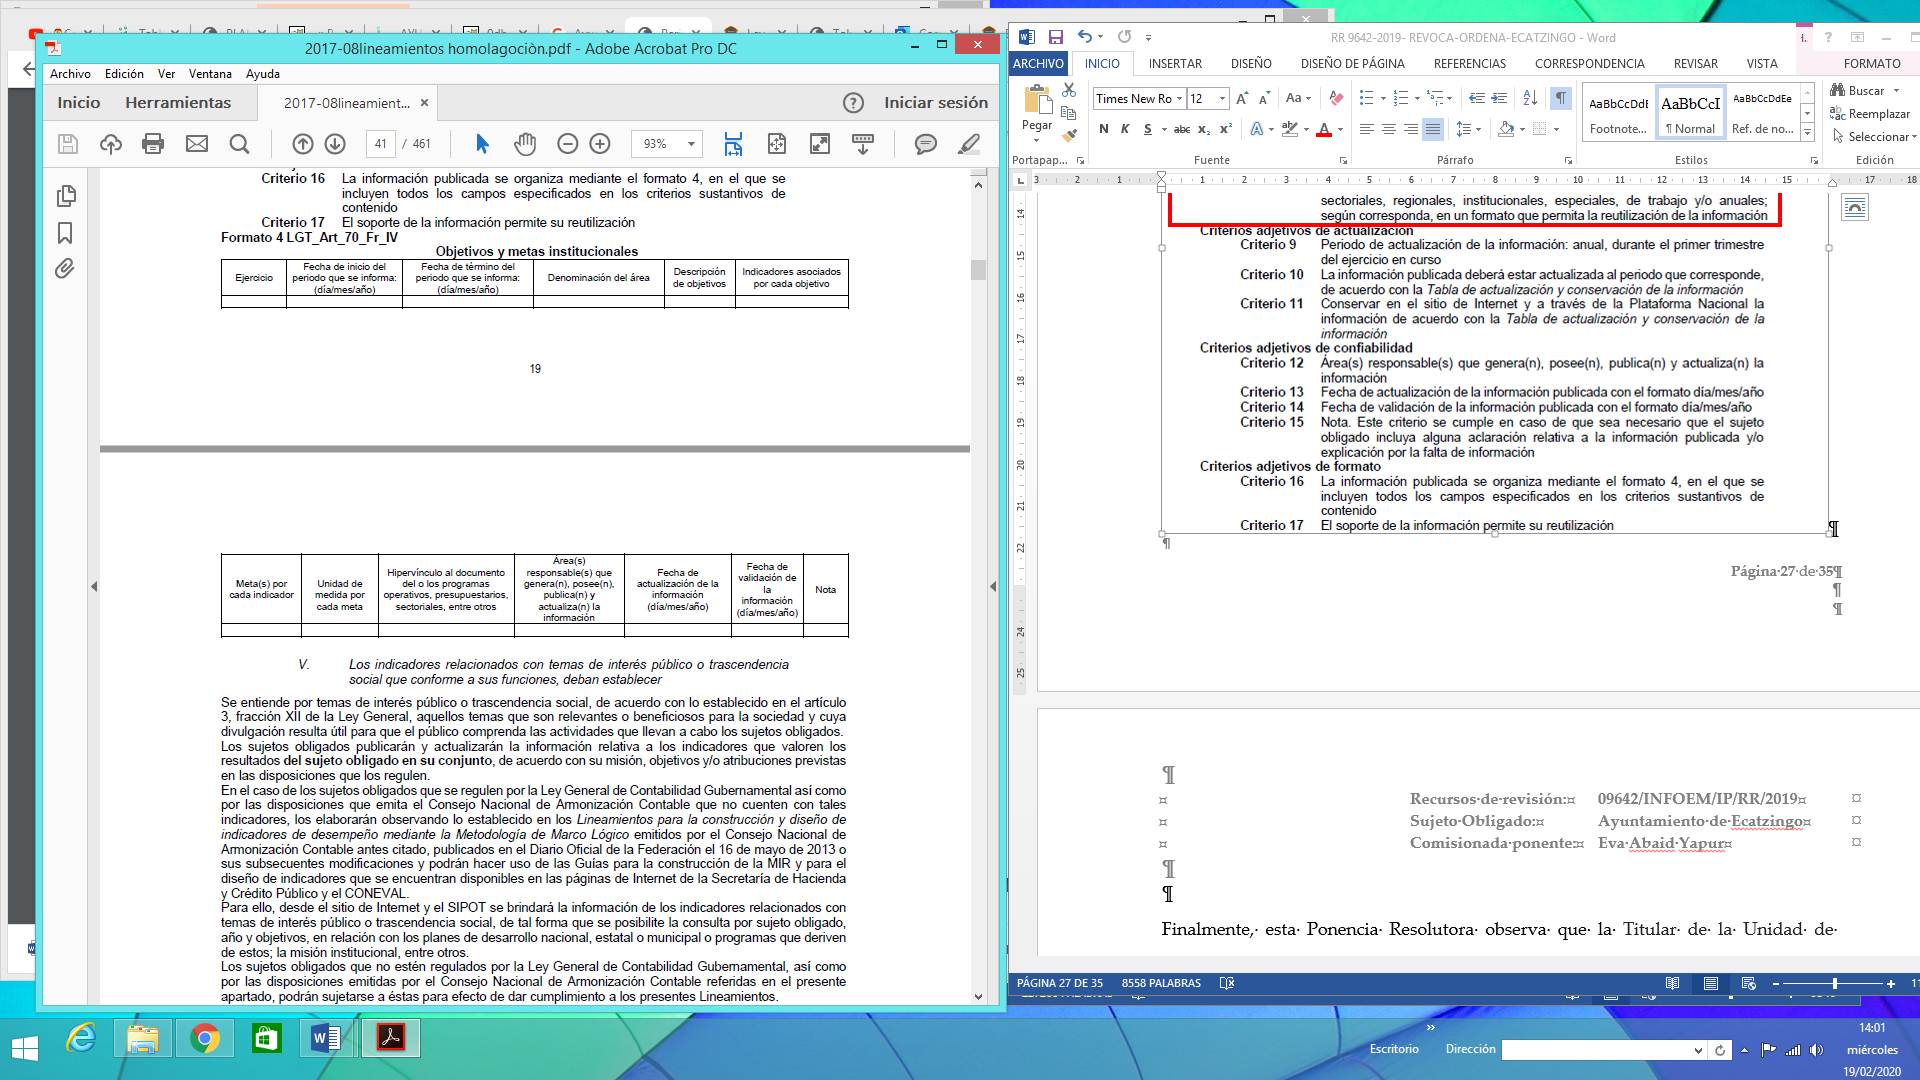 2017-08lineamientos homolagociòn.pdf - Adobe Acrobat Pro DC
Archivo Edición Ver Ventana Ayuda
Inicio Herramientas 2017-08lineamient... × Iniciar sesión
41 / 461 93%
Criterio 16 La información publicada se organiza mediante el formato 4, en el que se
incluyen todos los campos especificados en los criterios sustantivos de
contenido
Criterio 17 El soporte de la información permite su reutilización
Formato 4 LGT_Art_70_Fr_IV
Objetivos y metas institucionales
Ejercicio
Fecha de inicio del
periodo que se informa:
(día/mes/año)
Fecha de término del
periodo que se informa:
(día/mes/año)
Denominación del área
Descripción
de objetivos
Indicadores asociados
por cada objetivo
19
Meta(s) por
cada indicador
Unidad de
medida por
cada meta
Hipervínculo al documento
del o los programas
operativos, presupuestarios,
sectoriales, entre otros
Área(s)
responsable(s) que
genera(n), posee(n),
publica(n) y
actualiza(n) la
información
Fecha de
actualización de la
información
(día/mes/año)
Fecha de
validación de
la
información
(día/mes/año)
Nota
V. Los indicadores relacionados con temas de interés público o trascendencia
social que conforme a sus funciones, deban establecer
Se entiende por temas de interés público o trascendencia social, de acuerdo con lo establecido en el artículo
3, fracción XII de la Ley General, aquellos temas que son relevantes o beneficiosos para la sociedad y cuya
divulgación resulta útil para que el público comprenda las actividades que llevan a cabo los sujetos obligados.
Los sujetos obligados publicarán y actualizarán la información relativa a los indicadores que valoren los
resultados del sujeto obligado en su conjunto, de acuerdo con su misión, objetivos y/o atribuciones previstas
en las disposiciones que los regulen.
En el caso de los sujetos obligados que se regulen por la Ley General de Contabilidad Gubernamental así como
por las disposiciones que emita el Consejo Nacional de Armonización Contable que no cuenten con tales
indicadores, los elaborarán observando lo establecido en los Lineamientos para la construcción y diseño de
indicadores de desempeño mediante la Metodología de Marco Lógico emitidos por el Consejo Nacional de
Armonización Contable antes citado, publicados en el Diario Oficial de la Federación el 16 de mayo de 2013 o
sus subsecuentes modificaciones y podrán hacer uso de las Guías para la construcción de la MIR y para el
diseño de indicadores que se encuentran disponibles en las páginas de Internet de la Secretaría de Hacienda
y Crédito Público y el CONEVAL.
Para ello, desde el sitio de Internet y el SIPOT se brindará la información de los indicadores relacionados con
temas de interés público o trascendencia social, de tal forma que se posibilite la consulta por sujeto obligado,
año y objetivos, en relación con los planes de desarrollo nacional, estatal o municipal o programas que deriven
de estos; la misión institucional, entre otros.
Los sujetos obligados que no estén regulados por la Ley General de Contabilidad Gubernamental, así como
por las disposiciones emitidas por el Consejo Nacional de Armonización Contable referidas en el presente
apartado, podrán sujetarse a éstas para efecto de dar cumplimiento a los presentes Lineamientos.
RR 9642-2019- REVOCA-ORDENA-ECATZINGO - Word
ARCHIVO INICIO INSERTAR DISEÑO DISEÑO DE PÁGINA REFERENCIAS CORRESPONDENCIA REVISAR VISTA FORMATO
Pegar Times New Ro 12
AaBbCcDdE AaBbCcI AaBbCcDdEe
Footnote... ¶ Normal Ref. de no...
Buscar
Reemplazar
Seleccionar
Portapap... Fuente Párrafo Estilos Edición
3 2 1 1 2 3 4 5 6 7 8 9 10 11 12 13 14 15 17 18
sectoriales, regionales, institucionales, especiales, de trabajo y/o anuales;
según corresponda, en un formato que permita la reutilización de la información
Criterios adjetivos de actualización
Criterio 9 Periodo de actualización de la información: anual, durante el primer trimestre
del ejercicio en curso
Criterio 10 La información publicada deberá estar actualizada al periodo que corresponde,
de acuerdo con la Tabla de actualización y conservación de la información
Criterio 11 Conservar en el sitio de Internet y a través de la Plataforma Nacional la
información de acuerdo con la Tabla de actualización y conservación de la
información
Criterios adjetivos de confiabilidad
Criterio 12 Área(s) responsable(s) que genera(n), posee(n), publica(n) y actualiza(n) la
información
Criterio 13 Fecha de actualización de la información publicada con el formato día/mes/año
Criterio 14 Fecha de validación de la información publicada con el formato día/mes/año
Criterio 15 Nota. Este criterio se cumple en caso de que sea necesario que el sujeto
obligado incluya alguna aclaración relativa a la información publicada y/o
explicación por la falta de información
Criterios adjetivos de formato
Criterio 16 La información publicada se organiza mediante el formato 4, en el que se
incluyen todos los campos especificados en los criterios sustantivos de
contenido
Criterio 17 El soporte de la información permite su reutilización ¶
¶
Página·27·de·35¶
¶
¶
¶
Recursos·de·revisión:¤ 09642/INFOEM/IP/RR/2019¤
Sujeto·Obligado:¤ Ayuntamiento·de·Ecatzingo¤
Comisionada·ponente:¤ Eva·Abaid·Yapur¤
¶
¶
Finalmente,· esta· Ponencia· Resolutora· observa· que· la· Titular· de· la· Unidad· de·
PÁGINA 27 DE 35 8558 PALABRAS
Escritorio Dirección
14:01
miércoles
19/02/2020